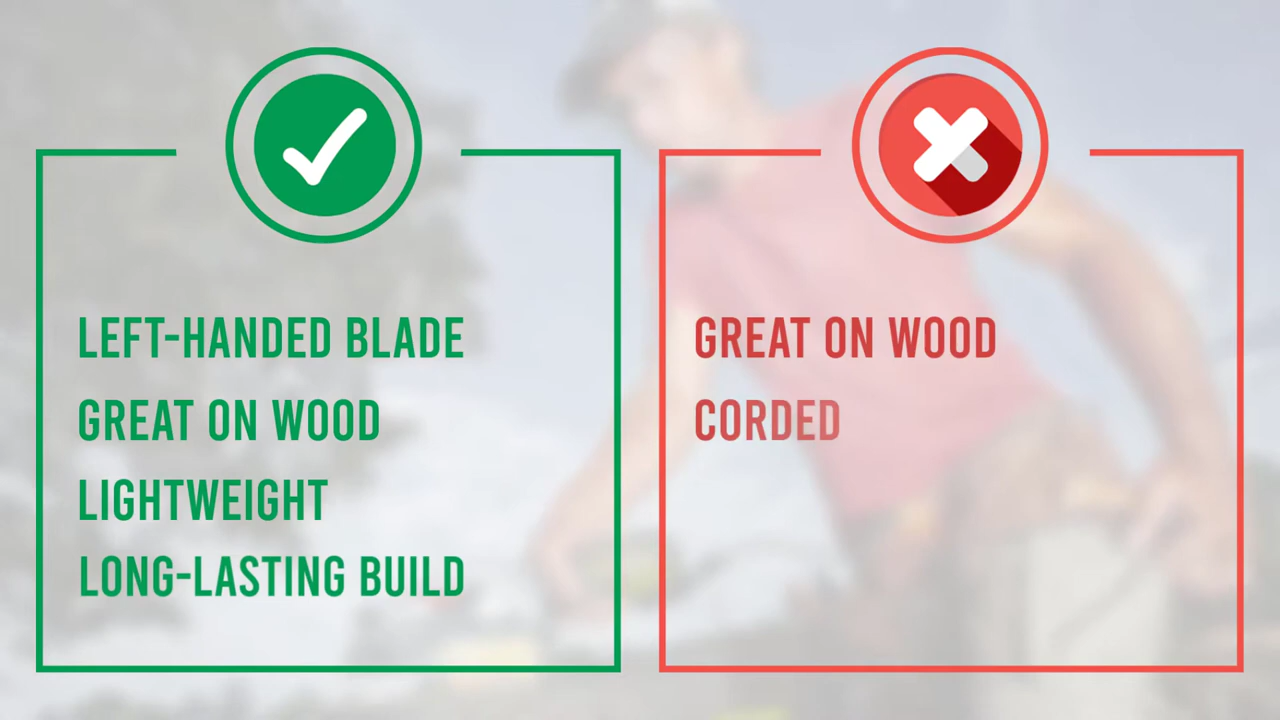 LEFT-HANDED BLADE
GREAT ON WOOD
LIGHTWEIGHT
LONG-LASTING BUILD
GREAT ON WOOD
CORDED